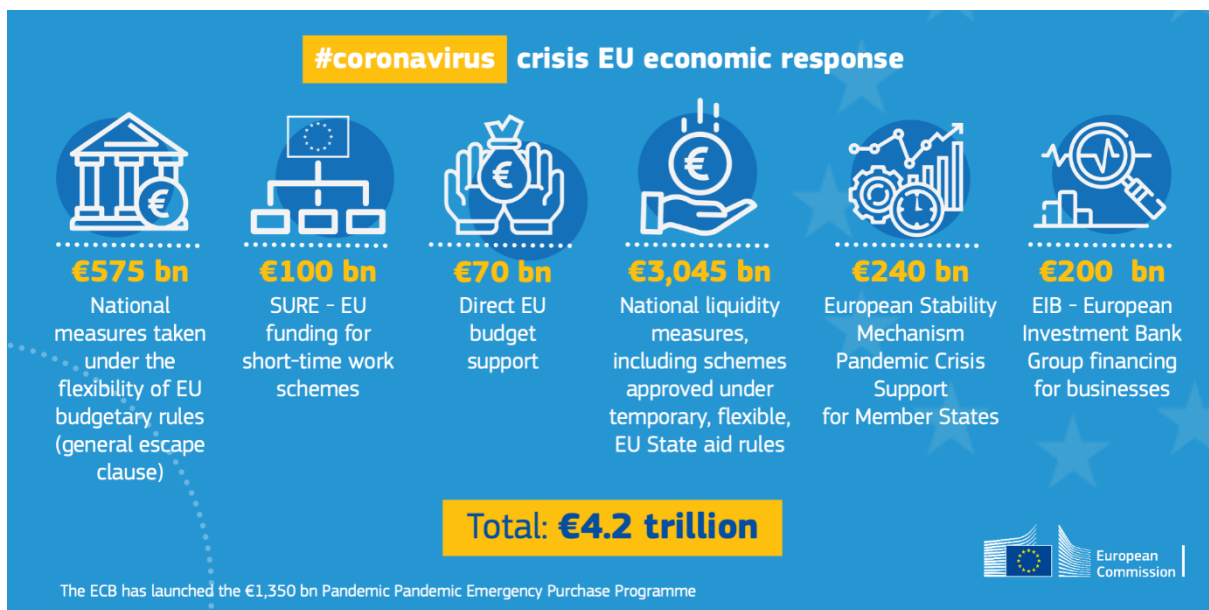 #coronavirus crisis EU economic response
€575 bn
National
measures taken
under the
flexibility of EU
budgetary rules
(general escape
clause)
€100 bn
SURE – EU
funding for
short-time work
schemes
€70 bn
Direct EU
budget
support
€3,045 bn
National liquidity
measures,
including schemes
approved under
temporary, flexible,
EU State aid rules
€240 bn
European Stability
Mechanism
Pandemic Crisis
Support
for Member States
€200 bn
EIB – European
Investment Bank
Group financing
for businesses
Total: €4.2 trillion
The ECB has launched the €1,350 bn Pandemic Pandemic Emergency Purchase Programme
European
Commission